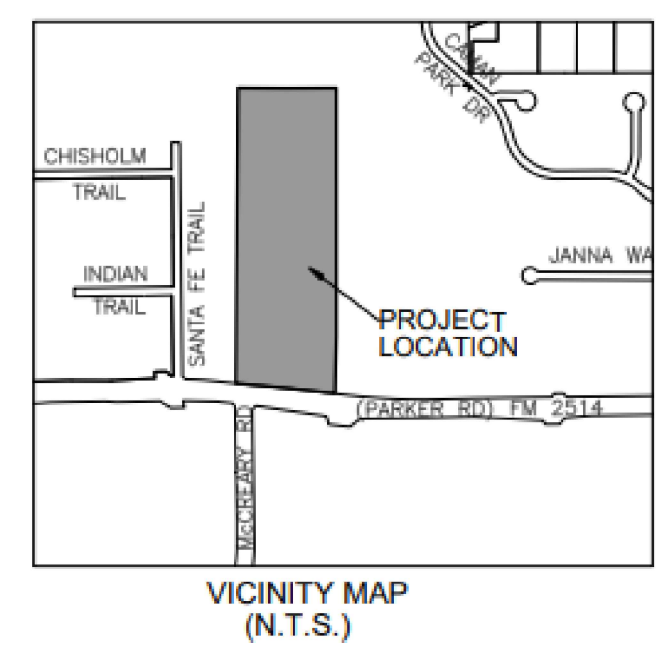 CAMAN
PARK DR
CHISHOLM
TRAIL
SANTA FE TRAIL
INDIAN
TRAIL
JANNA WA
PROJECT
LOCATION
(PARKER RD) FM 2514
McCREARY RD
VICINITY MAP
(N.T.S.)